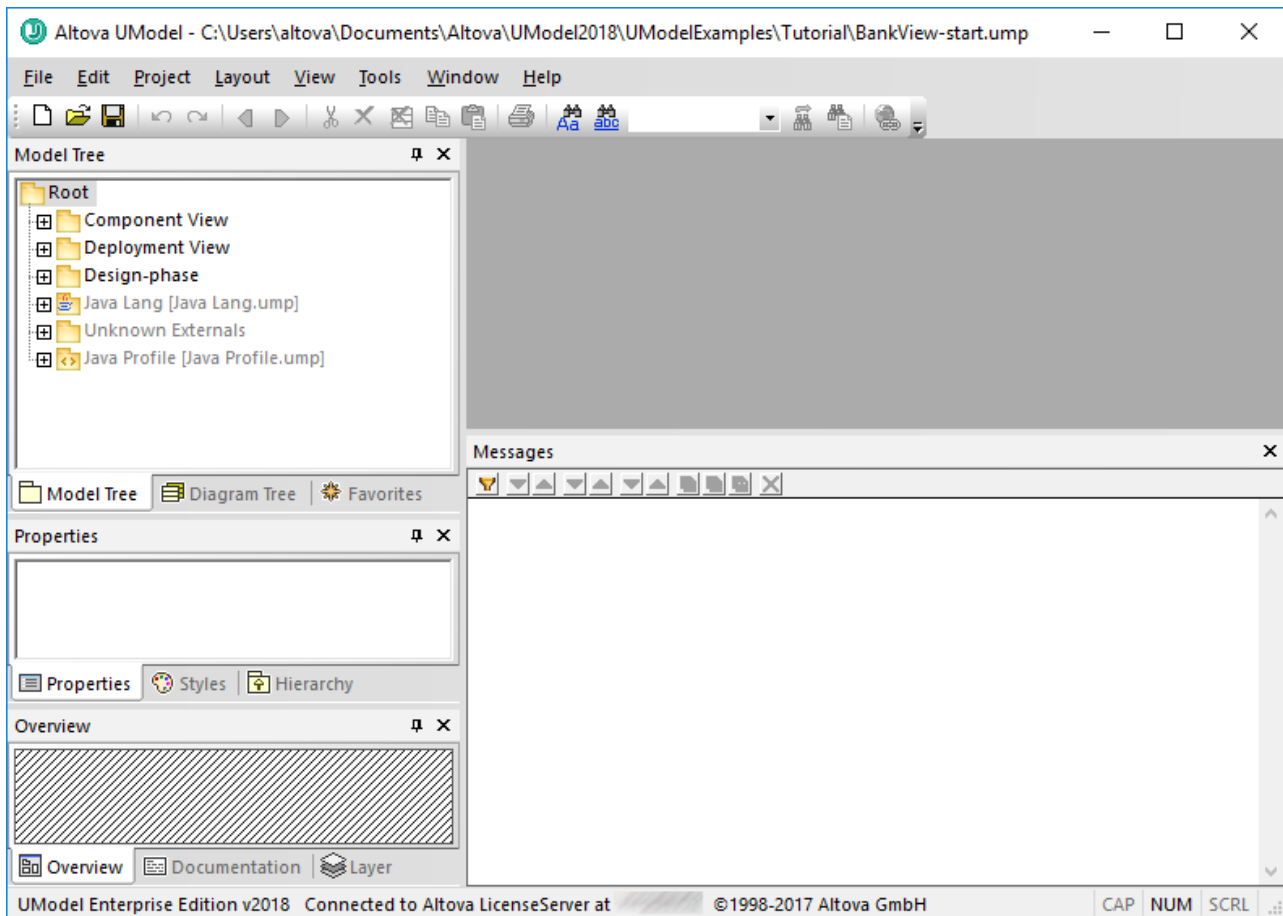 Altova UModel - C:\Users\altova\Documents\Altova\UModel2018\UModelExamples\Tutorial\BankView-start.ump
File Edit Project Layout View Tools Window Help
Aa abc
Model Tree
Root
Component View
Deployment View
Design-phase
Java Lang [Java Lang.ump]
Unknown Externals
Java Profile [Java Profile.ump]
Model Tree Diagram Tree Favorites
Messages
Properties
Properties Styles Hierarchy
Overview
Overview Documentation Layer
UModel Enterprise Edition v2018 Connected to Altova LicenseServer at ©1998-2017 Altova GmbH CAP NUM SCRL